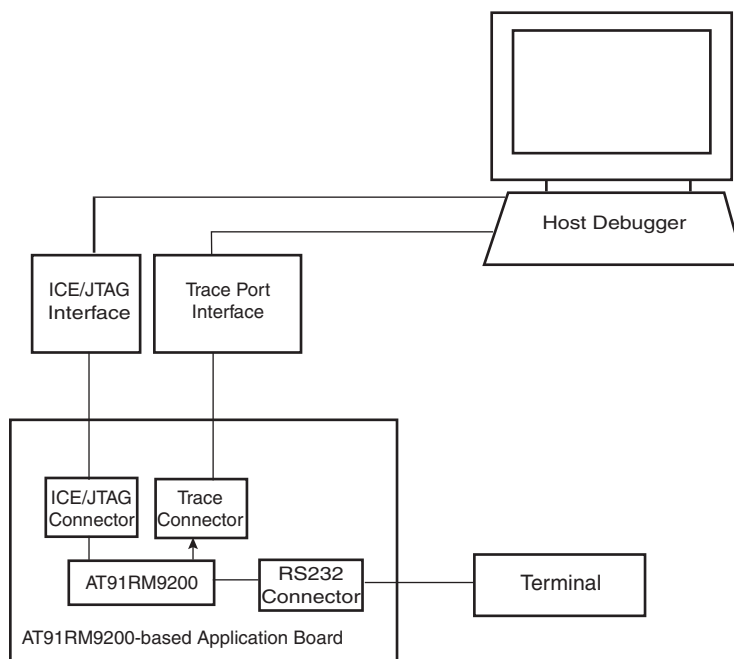 Host Debugger
ICE/JTAG
Interface
Trace Port
Interface
ICE/JTAG
Connector
Trace
Connector
AT91RM9200
RS232
Connector
Terminal
AT91RM9200-based Application Board